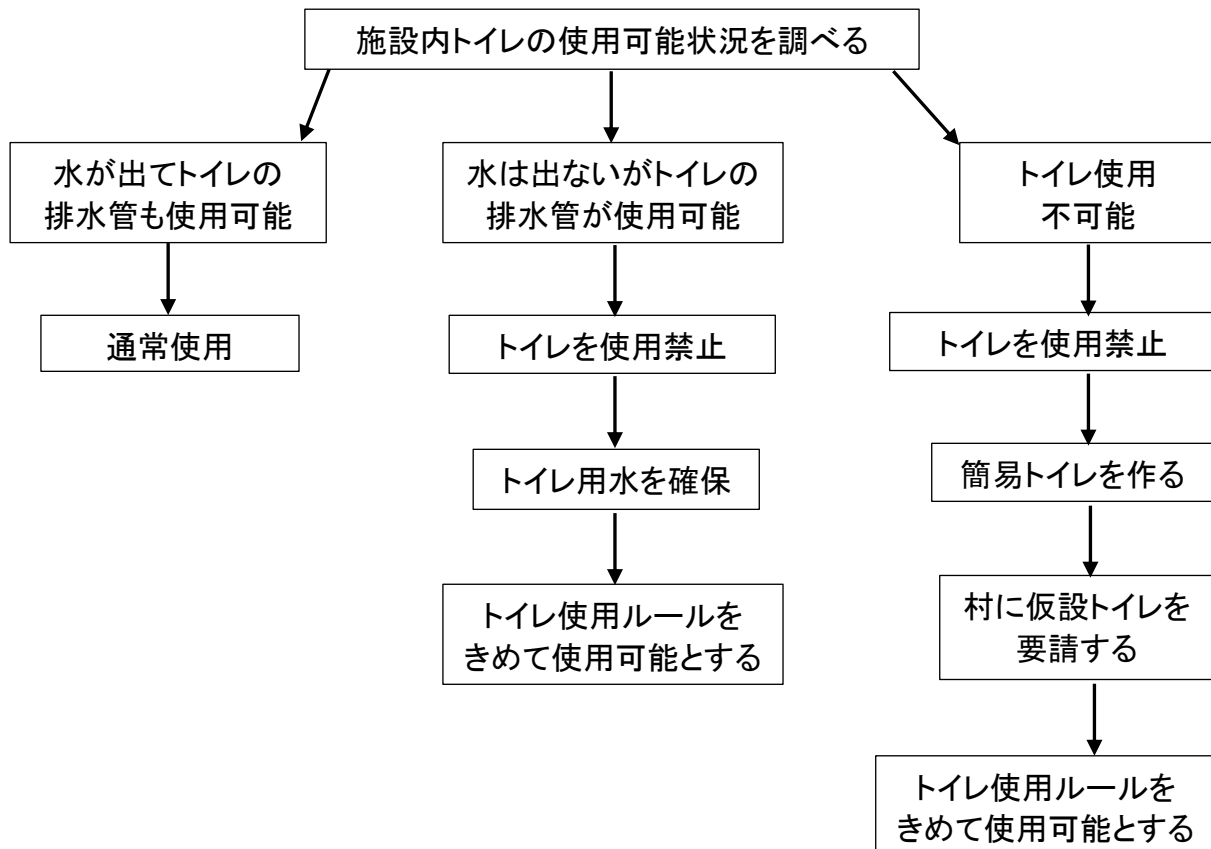 施設内トイレの使用可能状況を調べる
水が出てトイレの
排水管も使用可能
水は出ないがトイレの
排水管が使用可能
トイレ使用
不可能
通常使用
トイレを使用禁止
トイレを使用禁止
トイレ用水を確保
簡易トイレを作る
トイレ使用ルールを
きめて使用可能とする
村に仮設トイレを
要請する
トイレ使用ルールを
きめて使用可能とする